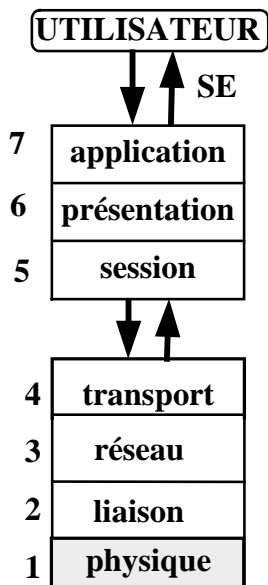 UTILISATEUR
SE
7 application
6 présentation
5 session
4 transport
3 réseau
2 liaison
1 physique